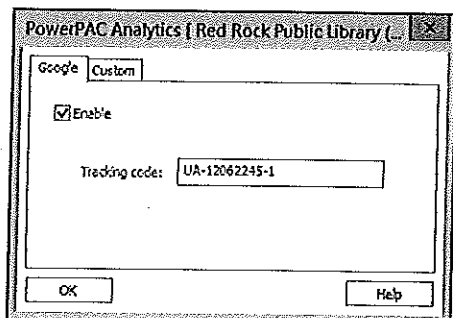 PowerPAC Analytics [ Red Rock Public Library (...
Google Custom
Enable
Tracking code: UA-12062245-1
OK Help